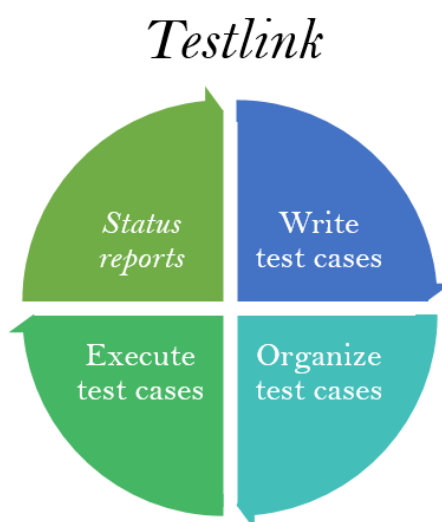 Testlink
Status
reports
Write
test cases
Execute
test cases
Organize
test cases